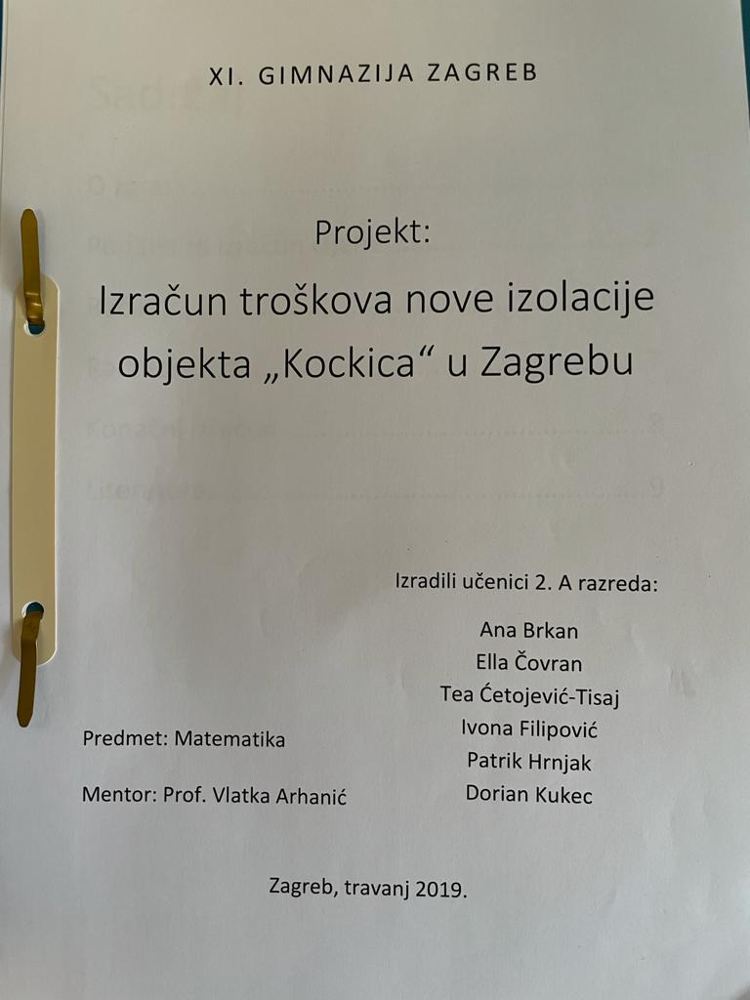 XI. GIMNAZIJA ZAGREB
Projekt:
Izračun troškova nove izolacije
objekta „Kockica“ u Zagrebu
Izradili učenici 2. A razreda:
Ana Brkan
Ella Čovran
Tea Ćetojević-Tisaj
Ivona Filipović
Patrik Hrnjak
Dorian Kukec
Predmet: Matematika
Mentor: Prof. Vlatka Arhanić
Zagreb, travanj 2019.